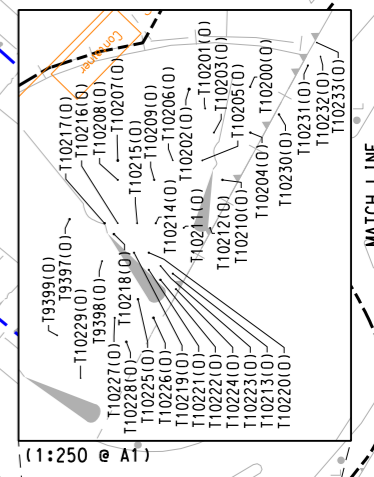 Container
T10201(0)
T10203(0)
T10200(0)
T10205(0)
T10231(0)
T10232(0)
T10233(0)
T10207(0)
T10208(0)
T10216(0)
T10217(0)
T10206(0)
T10209(0)
T10202(0)
T10215(0)
T10204(0)
T10230(0)
T10214(0)
T10211(0)
T10212(0)
T10210(0)
T9399(0)
T9397(0)
T10229(0)
T9398(0)
T10218(0)
T10227(0)
T10228(0)
T10225(0)
T10226(0)
T10219(0)
T10221(0)
T10222(0)
T10224(0)
T10223(0)
T10213(0)
T10220(0)
MATCH LINE
(1:250 @ A1)